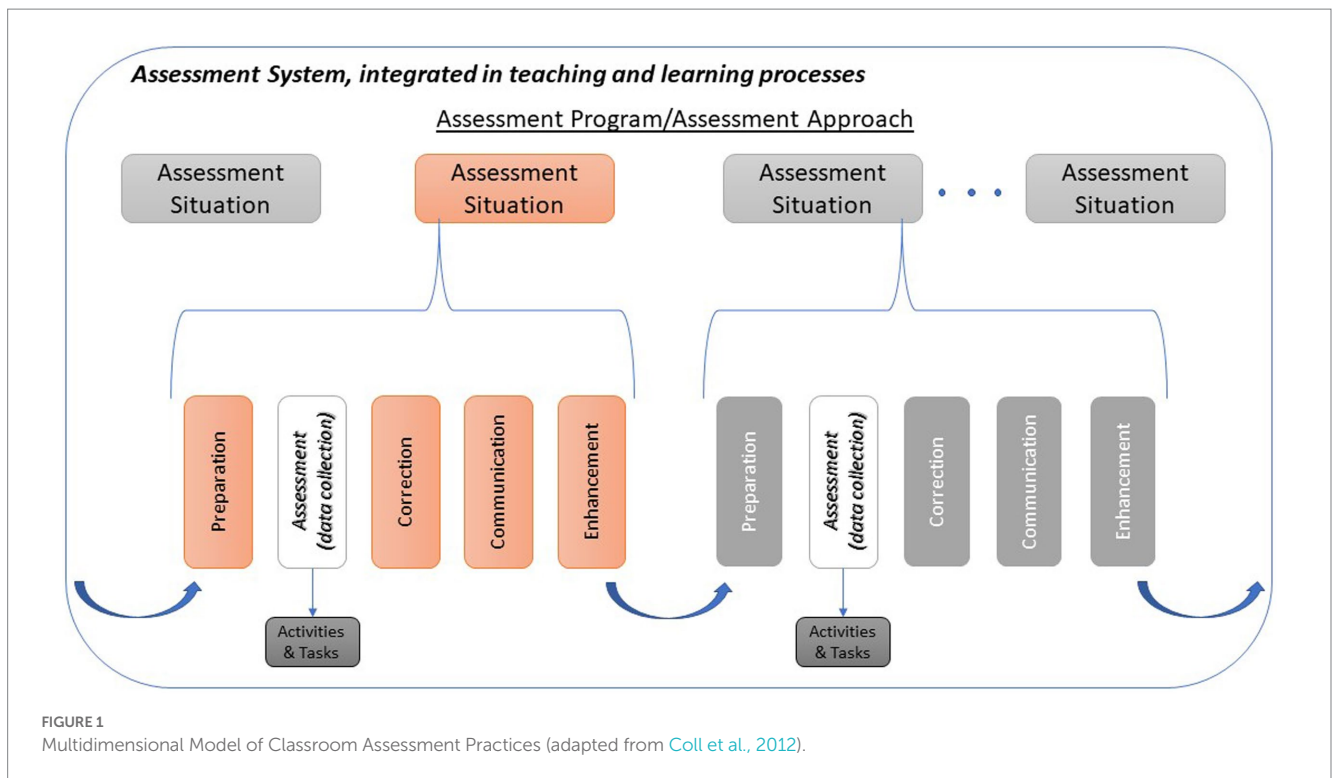 Assessment System, integrated in teaching and learning processes
Assessment Program/Assessment Approach
Assessment
Situation
Assessment
Situation
Assessment
Situation
• • •
Assessment
Situation
Preparation
Assessment
(data collection)
Correction
Communication
Enhancement
Preparation
Assessment
(data collection)
Correction
Communication
Enhancement
Activities
& Tasks
Activities
& Tasks
FIGURE 1
Multidimensional Model of Classroom Assessment Practices (adapted from Coll et al., 2012).